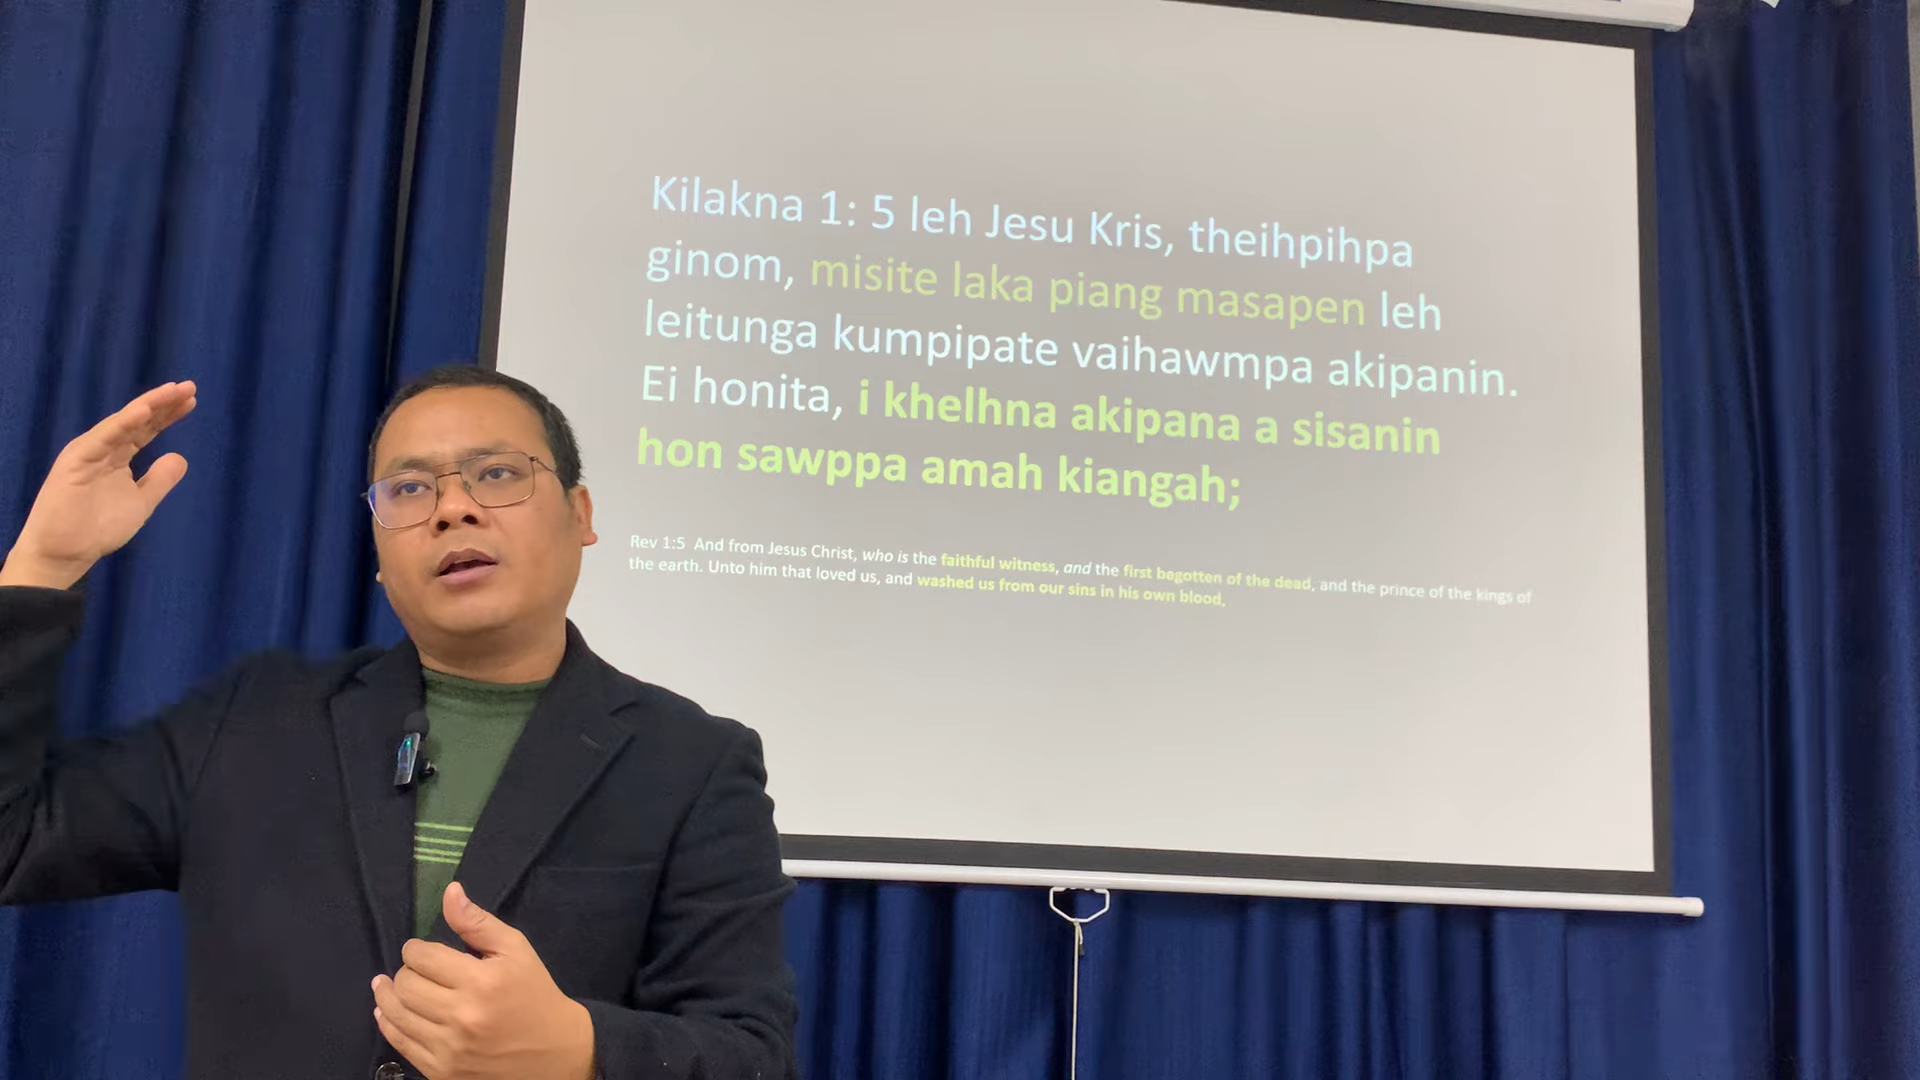 Kilakna 1: 5 leh Jesu Kris, theihpihpa
ginom, misite laka piang masapen leh
leitunga kumpipate vaihawmpa akipanin.
Ei honita, i khelhna akipana a sisanin
hon sawppa amah kiangah;
Rev 1:5 And from Jesus Christ, who is the faithful witness, and the first begotten of the dead, and the prince of the kings of
the earth. Unto him that loved us, and washed us from our sins in his own blood,